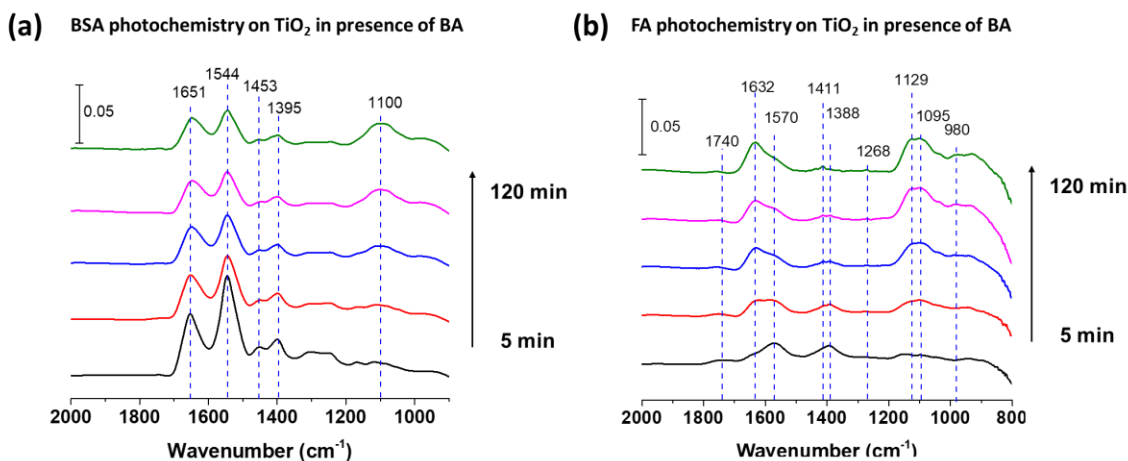 (a) BSA photochemistry on TiO₂ in presence of BA
0.05
1651
1544
1453
1395
1100
120 min
5 min
2000 1800 1600 1400 1200 1000
Wavenumber (cm⁻¹)
(b) FA photochemistry on TiO₂ in presence of BA
0.05
1740
1632
1570
1411
1388
1268
1129
1095
980
120 min
5 min
2000 1800 1600 1400 1200 1000 800
Wavenumber (cm⁻¹)